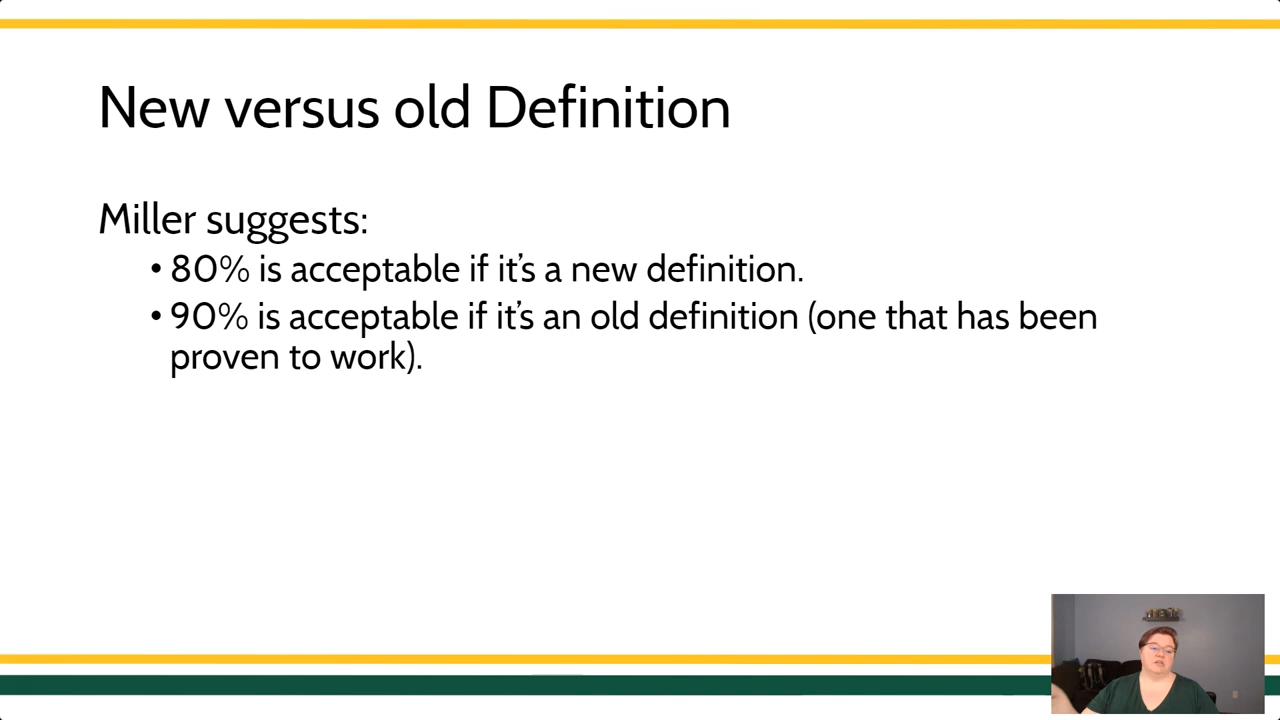 New versus old Definition
Miller suggests:
• 80% is acceptable if it's a new definition.
• 90% is acceptable if it's an old definition (one that has been
proven to work).